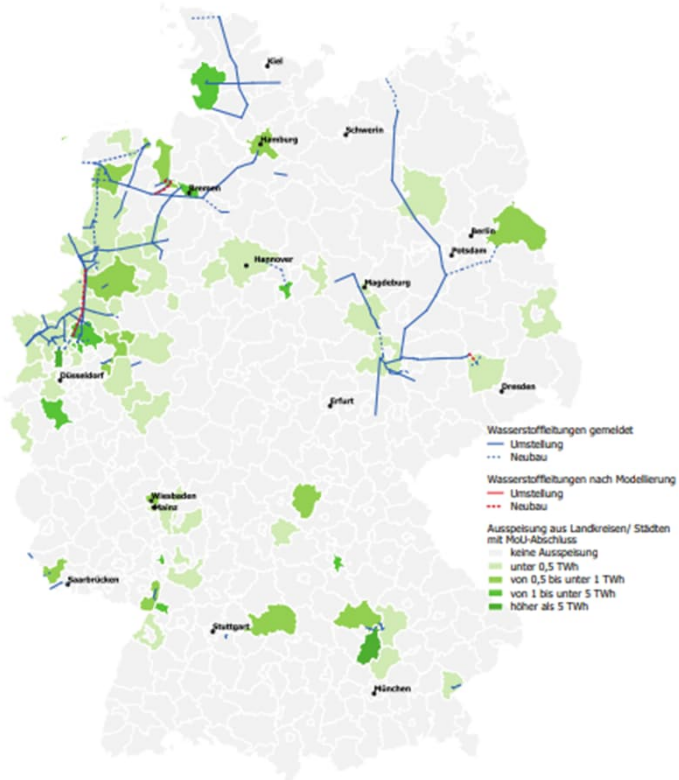 Kiel
Schwerin
Hamburg
Bremen
Berlin
Potsdam
Hannover
Magdeburg
Düsseldorf
Dresden
Erfurt
Wasserstoffleitungen gemeldet
Umstellung
Neubau
Wasserstoffleitungen nach Modellierung
Umstellung
Neubau
Ausspeisung aus Landkreisen/ Städten
mit MoU-Abschluss
keine Ausspeisung
unter 0,5 TWh
von 0,5 bis unter 1 TWh
von 1 bis unter 5 TWh
höher als 5 TWh
Wiesbaden
Mainz
Saarbrücken
Stuttgart
München